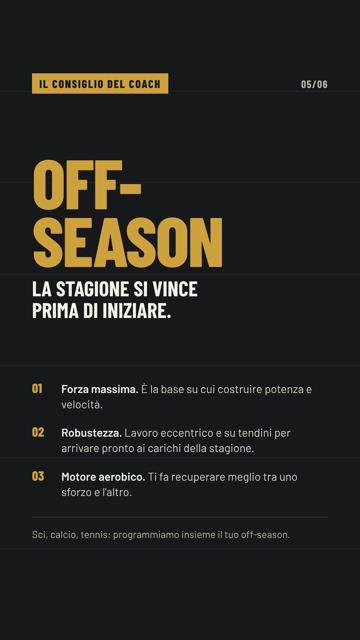 IL CONSIGLIO DEL COACH
05/06
OFF-
SEASON
LA STAGIONE SI VINCE
PRIMA DI INIZIARE.
01 Forza massima. È la base su cui costruire potenza e
velocità.
02 Robustezza. Lavoro eccentrico e su tendini per
arrivare pronto ai carichi della stagione.
03 Motore aerobico. Ti fa recuperare meglio tra uno
sforzo e l'altro.
Sci, calcio, tennis: programmiamo insieme il tuo off-season.